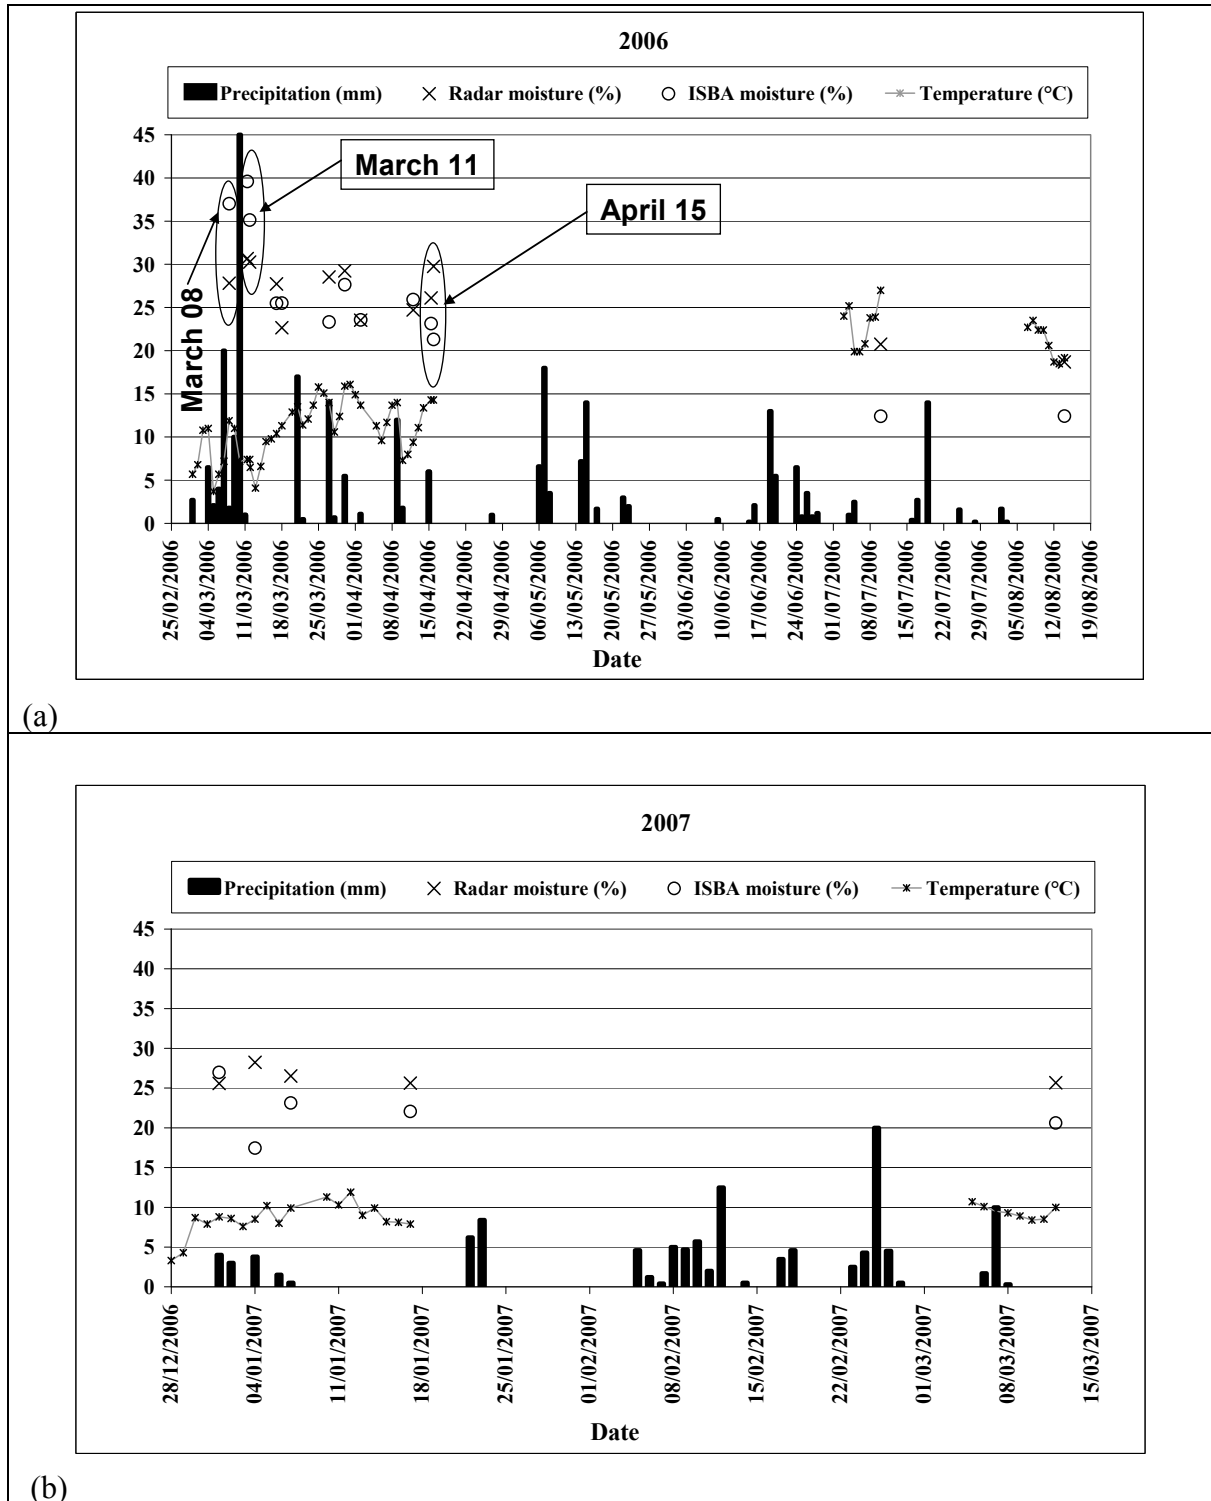 2006
Precipitation (mm) Radar moisture (%) ISBA moisture (%) Temperature (°C)
45
40
35
30
25
20
15
10
5
0
March 11
April 15
March 08
25/02/2006 04/03/2006 11/03/2006 18/03/2006 25/03/2006 01/04/2006 08/04/2006 15/04/2006 22/04/2006 29/04/2006 06/05/2006 13/05/2006 20/05/2006 27/05/2006 03/06/2006 10/06/2006 17/06/2006 24/06/2006 01/07/2006 08/07/2006 15/07/2006 22/07/2006 29/07/2006 05/08/2006 12/08/2006 19/08/2006
Date
(a)
2007
Precipitation (mm) Radar moisture (%) ISBA moisture (%) Temperature (°C)
45
40
35
30
25
20
15
10
5
0
28/12/2006 04/01/2007 11/01/2007 18/01/2007 25/01/2007 01/02/2007 08/02/2007 15/02/2007 22/02/2007 01/03/2007 08/03/2007 15/03/2007
Date
(b)